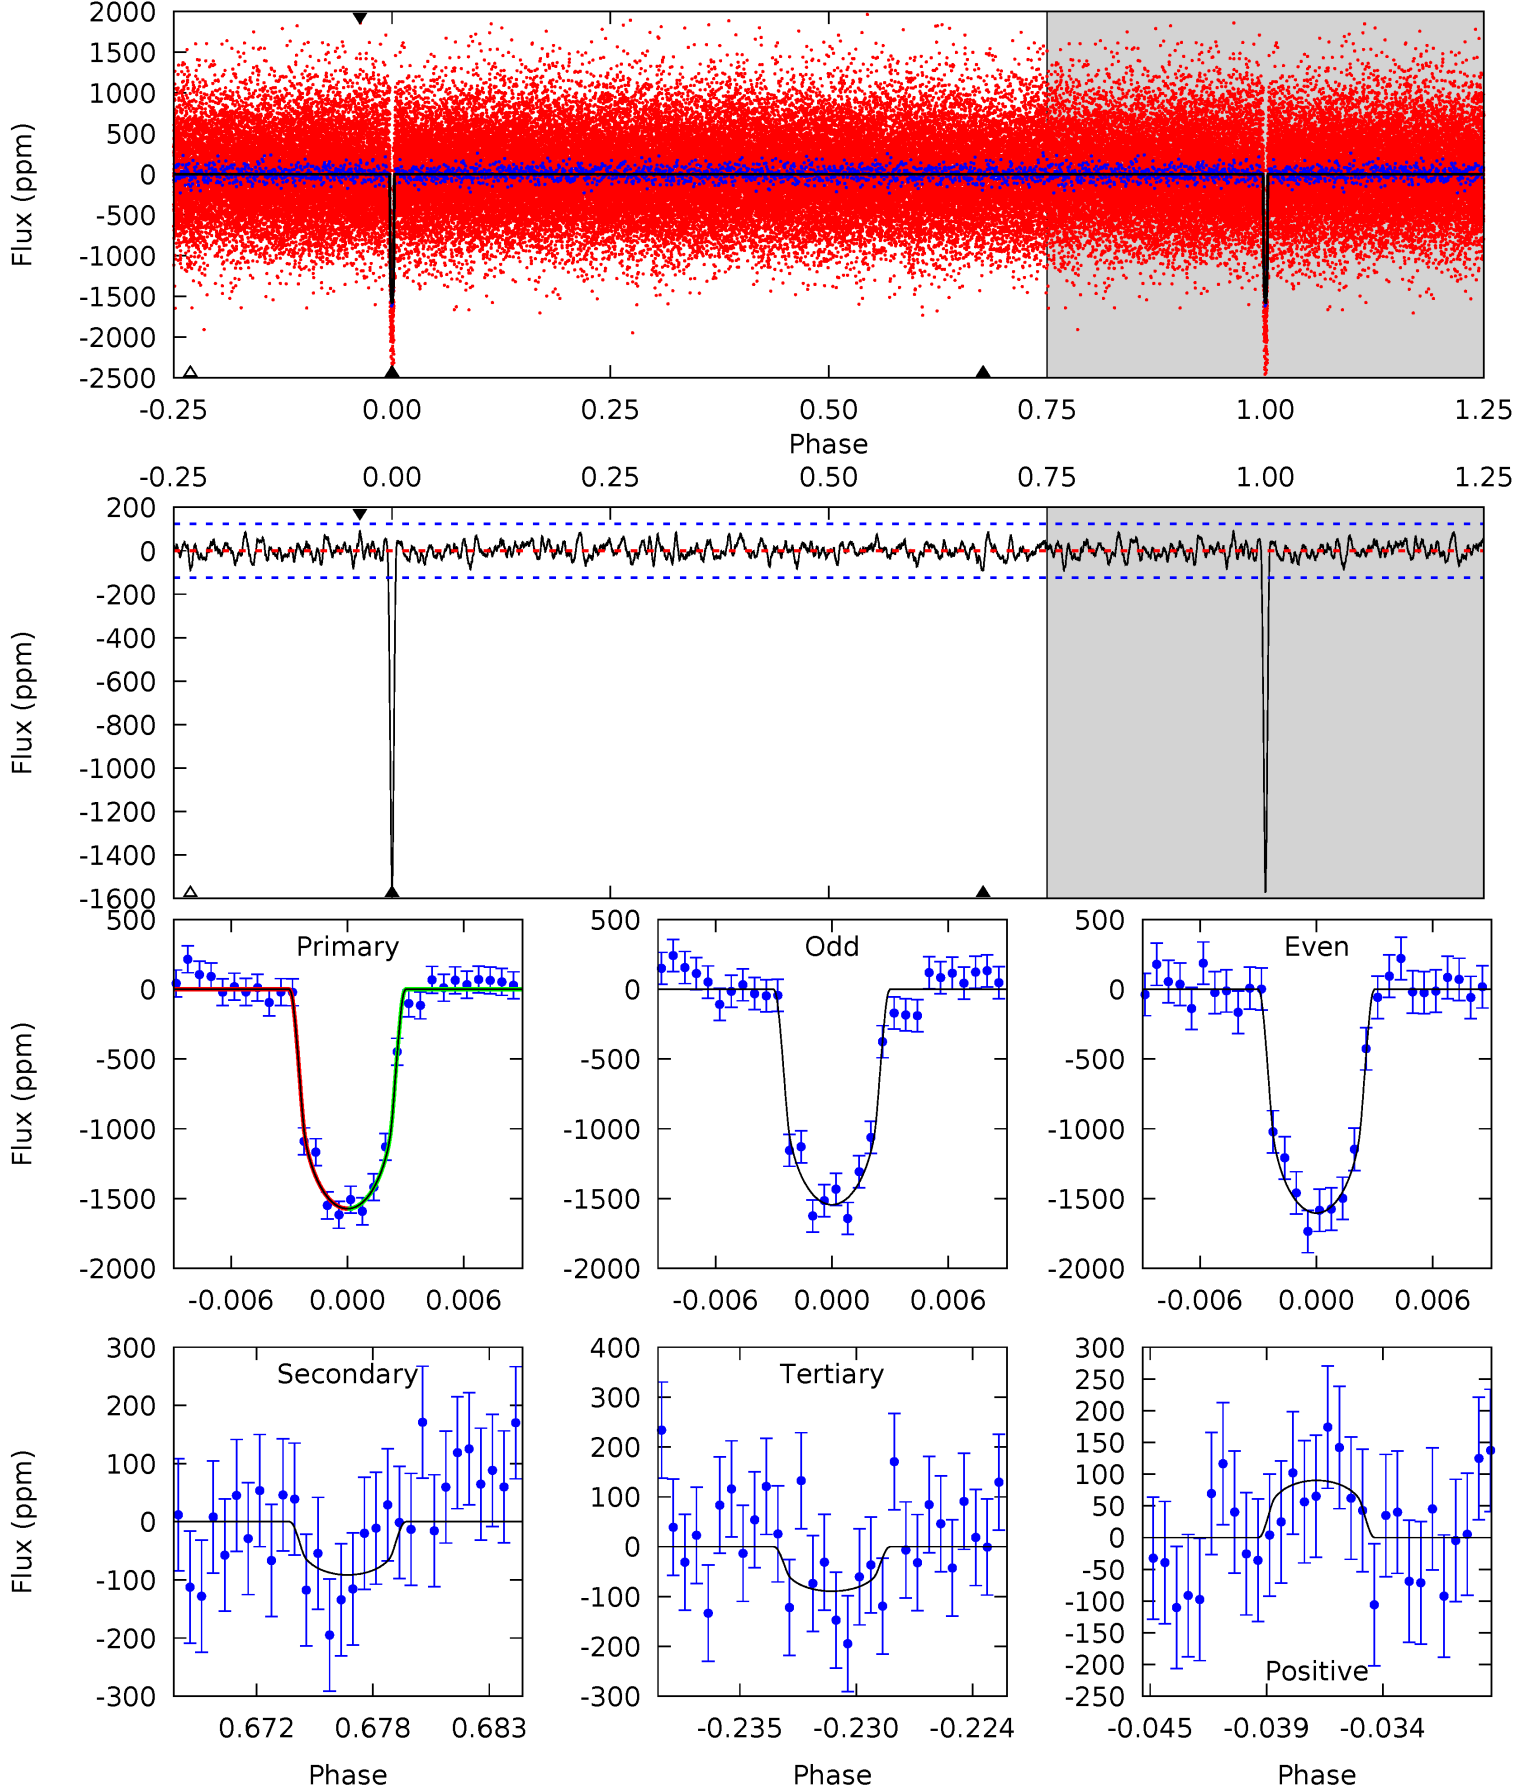 2000
1500
1000
500
0
-500
-1000
-1500
-2000
-2500
Flux (ppm)
-0.25 0.00 0.25 0.50 0.75 1.00 1.25
Phase
-0.25 0.00 0.25 0.50 0.75 1.00 1.25
200
0
-200
-400
-600
-800
-1000
-1200
-1400
-1600
Flux (ppm)
Primary
500
0
-500
-1000
-1500
-2000
Flux (ppm)
-0.006 0.000 0.006
Odd
500
0
-500
-1000
-1500
-2000
-0.006 0.000 0.006
Even
500
0
-500
-1000
-1500
-2000
-0.006 0.000 0.006
Secondary
300
200
100
0
-100
-200
-300
Flux (ppm)
0.672 0.678 0.683
Phase
Tertiary
400
300
200
100
0
-100
-200
-300
-0.235 -0.230 -0.224
Phase
300
250
200
150
100
50
0
-50
-100
-150
-200
-250
Positive
-0.045 -0.039 -0.034
Phase